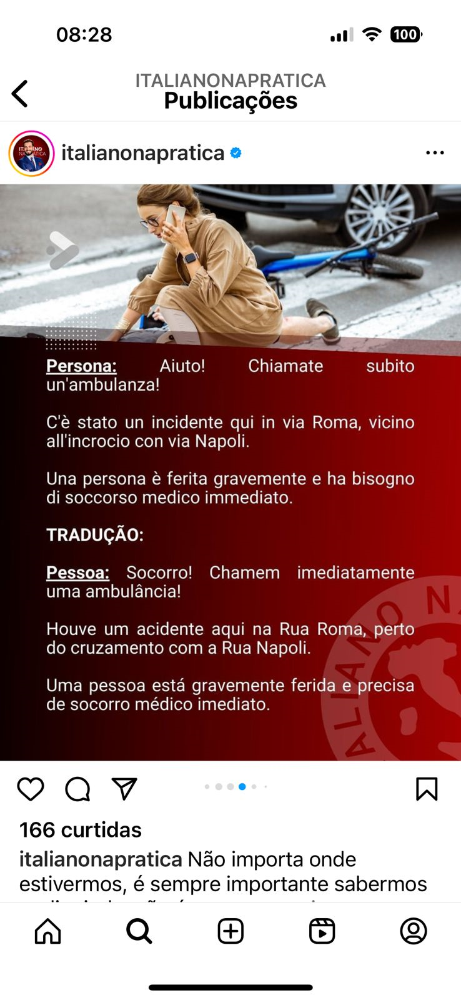 08:28
100
ITALIANONAPRATICA
Publicações
italianonapratica
Persona: Aiuto! Chiamate subito
un'ambulanza!
C'è stato un incidente qui in via Roma, vicino
all'incrocio con via Napoli.
Una persona è ferita gravemente e ha bisogno
di soccorso medico immediato.
TRADUÇÃO:
Pessoa: Socorro! Chamem imediatamente
uma ambulância!
Houve um acidente aqui na Rua Roma, perto
do cruzamento com a Rua Napoli.
Uma pessoa está gravemente ferida e precisa
de socorro médico imediato.
ALIANO NA
166 curtidas
italianonapratica Não importa onde
estivermos, é sempre importante sabermos